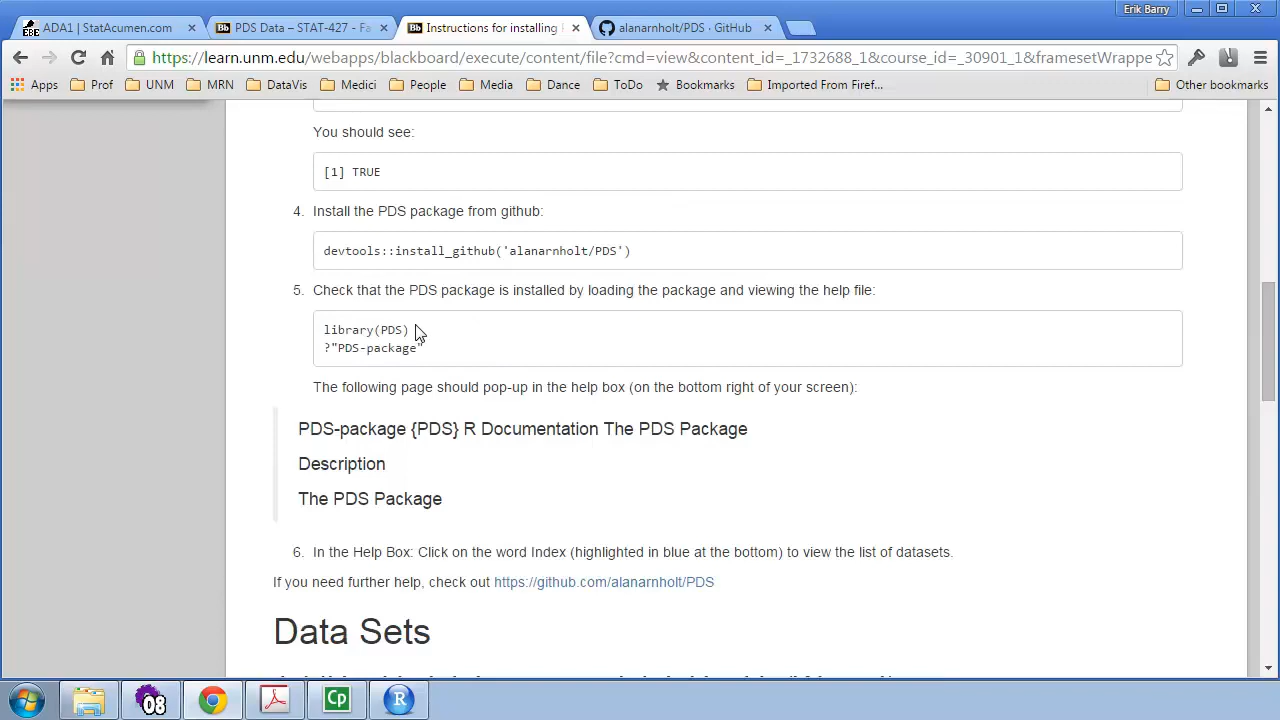 Erik Barry
ADA1 | StatAcumen.com
PDS Data – STAT-427 - Fa
Instructions for installing
alanarnholt/PDS · GitHub
https://learn.unm.edu/webapps/blackboard/execute/content/file?cmd=view&content_id=_1732688_1&course_id=_30901_1&framesetWrappe
Apps Prof UNM MRN DataVis Medici People Media Dance ToDo Bookmarks Imported From Firef... Other bookmarks
You should see:
[1] TRUE
4. Install the PDS package from github:
devtools::install_github('alanarnholt/PDS')
5. Check that the PDS package is installed by loading the package and viewing the help file:
library(PDS)
?"PDS-package"
The following page should pop-up in the help box (on the bottom right of your screen):
PDS-package {PDS} R Documentation The PDS Package
Description
The PDS Package
6. In the Help Box: Click on the word Index (highlighted in blue at the bottom) to view the list of datasets.
If you need further help, check out https://github.com/alanarnholt/PDS
Data Sets
08
Cp
R